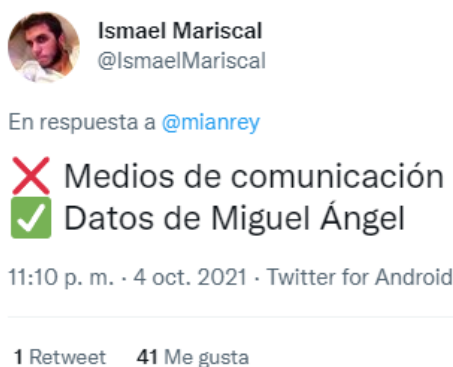 Ismael Mariscal
@IsmaelMariscal
En respuesta a @mianrey
❌ Medios de comunicación
✅ Datos de Miguel Ángel
11:10 p. m. · 4 oct. 2021 · Twitter for Android
1 Retweet 41 Me gusta